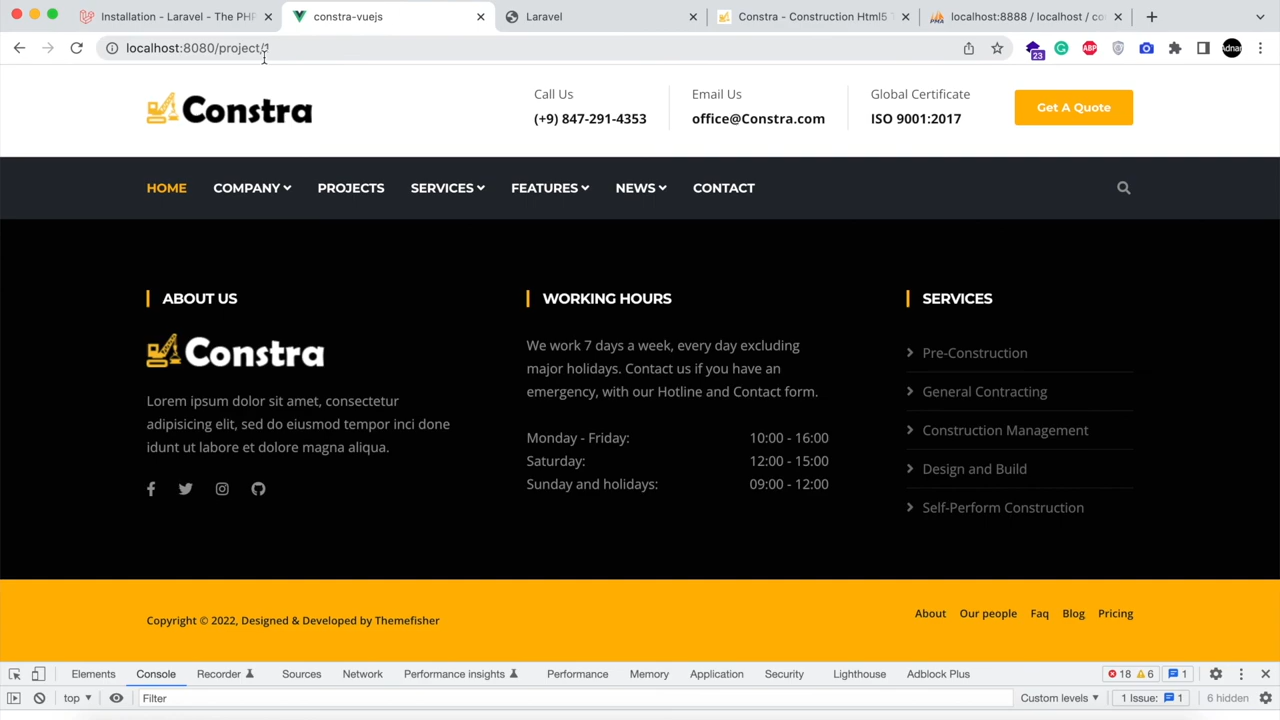 Installation - Laravel - The PHP
constra-vuejs
Laravel
Constra - Construction Html5 T
localhost:8888 / localhost / co
localhost:8080/project/1
23
ABP
Adnan
Constra
Call Us
(+9) 847-291-4353
Email Us
office@Constra.com
Global Certificate
ISO 9001:2017
Get A Quote
HOME
COMPANY
PROJECTS
SERVICES
FEATURES
NEWS
CONTACT
ABOUT US
Constra
Lorem ipsum dolor sit amet, consectetur
adipisicing elit, sed do eiusmod tempor inci done
idunt ut labore et dolore magna aliqua.
WORKING HOURS
We work 7 days a week, every day excluding
major holidays. Contact us if you have an
emergency, with our Hotline and Contact form.
Monday - Friday: 10:00 - 16:00
Saturday: 12:00 - 15:00
Sunday and holidays: 09:00 - 12:00
SERVICES
Pre-Construction
General Contracting
Construction Management
Design and Build
Self-Perform Construction
Copyright © 2022, Designed & Developed by Themefisher
About Our people Faq Blog Pricing
Elements Console Recorder Sources Network Performance insights Performance Memory Application Security Lighthouse Adblock Plus 18 6 1
top Filter Custom levels 1 Issue: 1 6 hidden